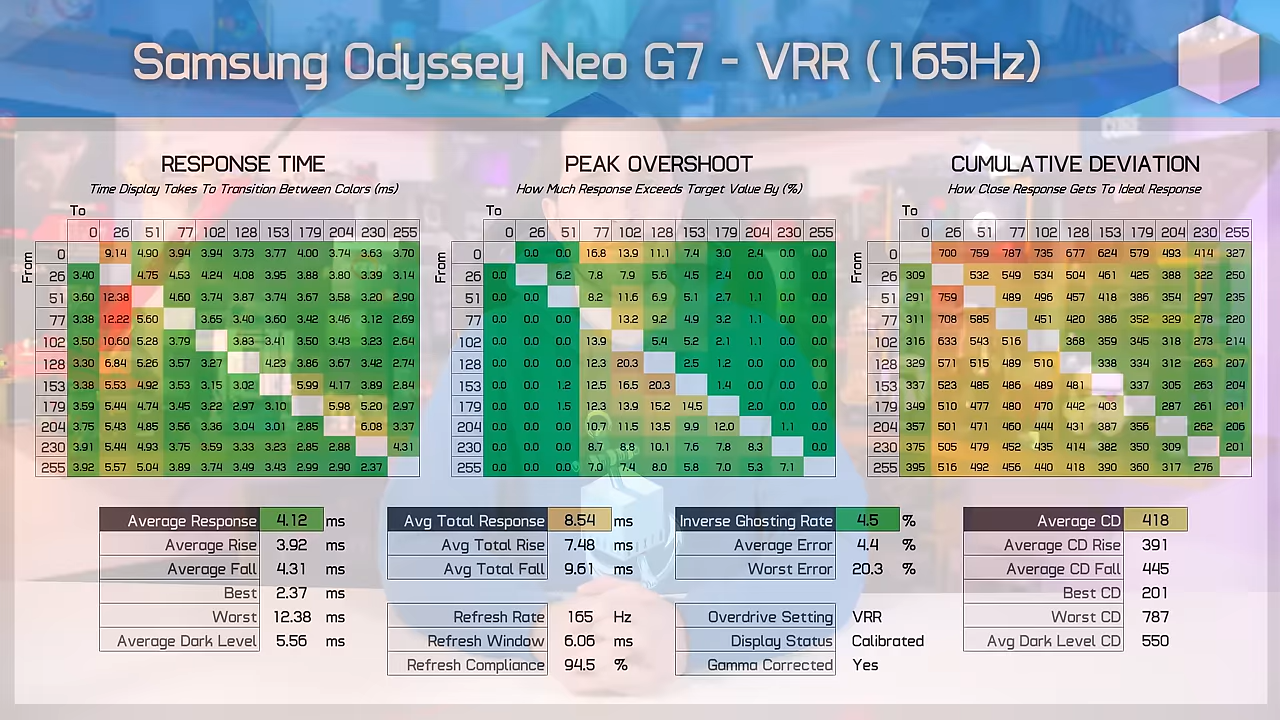 Samsung Odyssey Neo G7 - VRR (165Hz)
RESPONSE TIME
Time Display Takes To Transition Between Colors (ms)
To
0 26 51 77 102 128 153 179 204 230 255
From
0 9.14 4.90 3.94 3.94 3.73 3.77 4.00 3.74 3.63 3.70
26 3.40 4.75 4.53 4.24 4.08 3.95 3.88 3.80 3.39 3.14
51 3.60 12.38 4.60 3.74 3.87 3.74 3.67 3.58 3.20 2.90
77 3.38 12.22 5.60 3.65 3.40 3.60 3.42 3.46 3.12 2.69
102 3.50 10.60 5.28 3.79 3.83 3.41 3.50 3.43 3.23 2.64
128 3.30 6.84 5.26 3.57 3.27 4.23 3.86 3.67 3.42 2.74
153 3.38 5.53 4.92 3.53 3.15 3.02 5.99 4.17 3.89 2.84
179 3.59 5.44 4.74 3.45 3.22 2.97 3.10 5.98 5.20 2.97
204 3.75 5.43 4.85 3.56 3.36 3.04 3.01 2.85 6.08 3.37
230 3.91 5.44 4.93 3.75 3.59 3.33 3.23 2.85 2.88 4.31
255 3.92 5.57 5.04 3.89 3.74 3.49 3.43 2.99 2.90 2.37
PEAK OVERSHOOT
How Much Response Exceeds Target Value By (%)
To
0 26 51 77 102 128 153 179 204 230 255
From
0 0.0 0.0 16.8 13.9 11.1 7.4 3.0 2.4 0.0 0.0
26 0.0 6.2 7.8 7.9 5.6 4.5 2.4 0.0 0.0 0.0
51 0.0 0.0 8.2 11.6 6.9 5.1 2.7 1.1 0.0 0.0
77 0.0 0.0 0.0 13.2 9.2 4.9 3.2 1.1 0.0 0.0
102 0.0 0.0 0.0 13.9 5.4 5.2 2.1 1.1 0.0 0.0
128 0.0 0.0 0.0 12.3 20.3 2.5 1.2 0.0 0.0 0.0
153 0.0 0.0 1.2 12.5 16.5 20.3 1.4 0.0 0.0 0.0
179 0.0 0.0 1.5 12.3 13.9 15.2 14.5 2.0 0.0 0.0
204 0.0 0.0 0.0 10.7 11.5 13.5 9.9 12.0 1.1 0.0
230 0.0 0.0 0.0 8.7 8.8 10.1 7.6 7.8 8.3 0.0
255 0.0 0.0 0.0 7.0 7.4 8.0 5.8 7.0 5.3 7.1
CUMULATIVE DEVIATION
How Close Response Gets To Ideal Response
To
0 26 51 77 102 128 153 179 204 230 255
From
0 700 759 787 735 677 624 579 493 414 327
26 309 532 549 504 461 425 388 322 250
51 291 759 489 496 457 418 386 354 297 235
77 311 708 585 451 420 386 352 329 278 220
102 316 633 543 516 368 359 345 318 273 214
128 329 571 515 489 510 338 334 312 263 207
153 337 523 485 486 489 481 337 305 263 204
179 349 510 477 480 470 442 403 287 261 201
204 357 501 471 464 450 431 387 356 262 206
230 375 505 479 452 435 414 382 350 309 201
255 395 516 492 456 440 418 390 360 317 276
Average Response 4.12 ms
Average Rise 3.92 ms
Average Fall 4.31 ms
Best 2.37 ms
Worst 12.38 ms
Average Dark Level 5.56 ms
Avg Total Response 8.54 ms
Avg Total Rise 7.48 ms
Avg Total Fall 9.61 ms
Refresh Rate 165 Hz
Refresh Window 6.06 ms
Refresh Compliance 94.5 %
Inverse Ghosting Rate 4.5 %
Average Error 4.4 %
Worst Error 20.3 %
Overdrive Setting VRR
Display Status Calibrated
Gamma Corrected Yes
Average CD 418
Average CD Rise 391
Average CD Fall 445
Best CD 201
Worst CD 787
Avg Dark Level CD 550